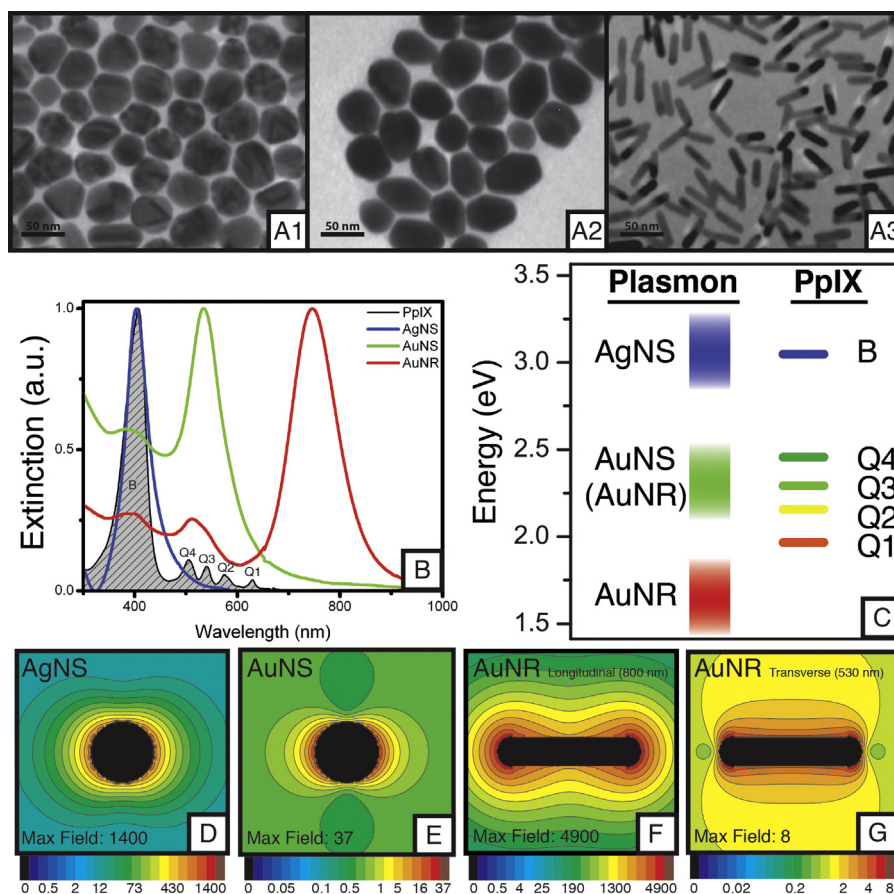 50 nm
A1
50 nm
A2
50 nm
A3
Extinction (a.u.)
1.0
0.5
0.0
400
600
800
1000
Wavelength (nm)
PpIX
AgNS
AuNS
AuNR
B
Q4
Q3
Q2
Q1
B
Energy (eV)
3.5
3.0
2.5
2.0
1.5
Plasmon
PpIX
AgNS
B
AuNS
(AuNR)
Q4
Q3
Q2
Q1
AuNR
C
AgNS
Max Field: 1400
D
0 0.5 2 12 73 430 1400
AuNS
Max Field: 37
E
0 0.05 0.1 0.5 1 5 16 37
AuNR Longitudinal (800 nm)
Max Field: 4900
F
0 0.5 4 25 190 1300 4900
AuNR Transverse (530 nm)
Max Field: 8
G
0 0.02 0.2 2 4